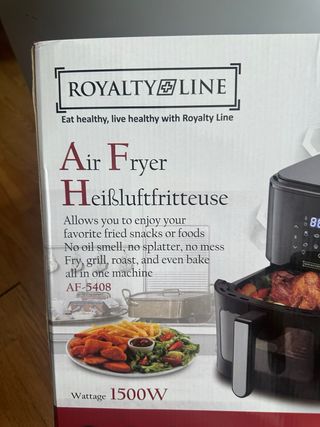 ROYALTY LINE
Eat healthy, live healthy with Royalty Line
Air Fryer
Heißluftfritteuse
Allows you to enjoy your
favorite fried snacks or foods
No oil smell, no splatter, no mess
Fry, grill, roast, and even bake
all in one machine
AF-5408
Wattage 1500W